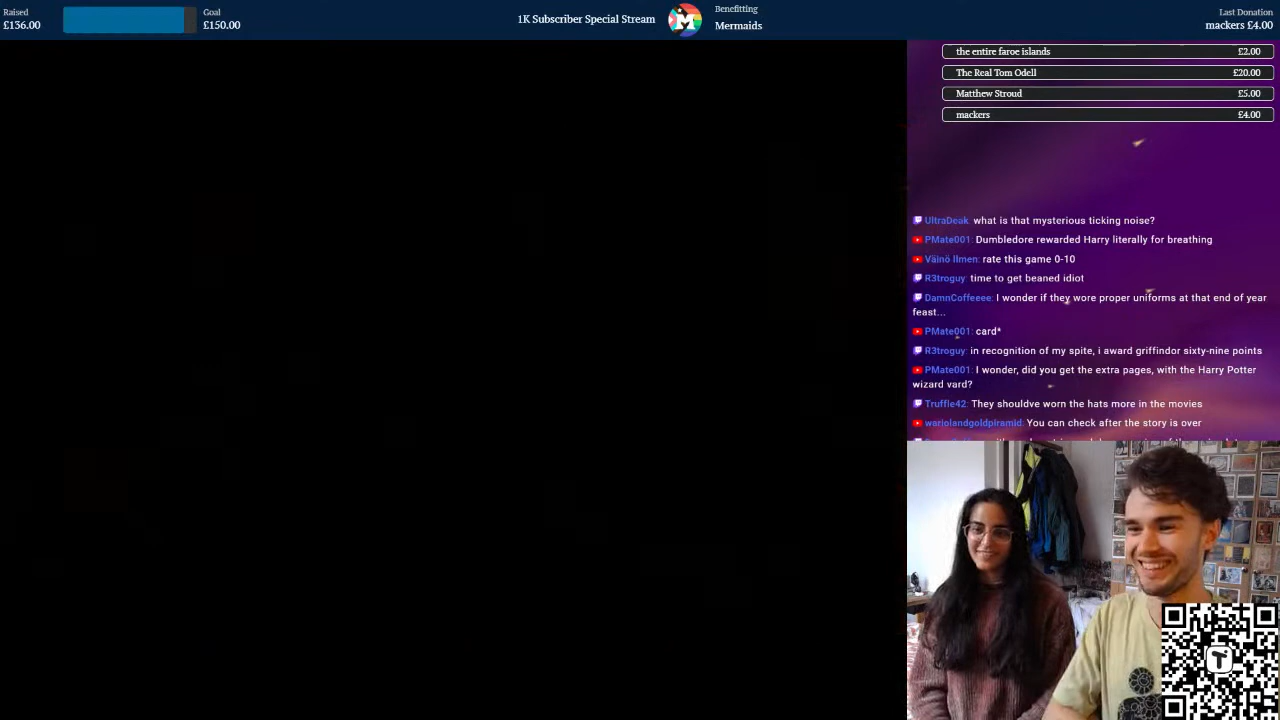 Raised
£136.00
Goal
£150.00
1K Subscriber Special Stream
Benefitting
Mermaids
Last Donation
mackers £4.00
the entire faroe islands £2.00
The Real Tom Odell £20.00
Matthew Stroud £5.00
mackers £4.00
UltraDeak what is that mysterious ticking noise?
PMate001: Dumbledore rewarded Harry literally for breathing
Väinö Ilmen: rate this game 0-10
R3troguy: time to get beaned idiot
DamnCoffeeee: I wonder if they wore proper uniforms at that end of year
feast...
PMate001: card*
R3troguy: in recognition of my spite, i award griffindor sixty-nine points
PMate001: I wonder, did you get the extra pages, with the Harry Potter
wizard vard?
Truffle42: They shouldve worn the hats more in the movies
wariolandgoldpiramid: You can check after the story is over